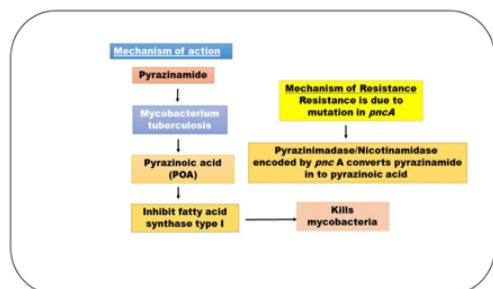 Mechanism of action
Pyrazinamide
Mycobacterium
tuberculosis
Pyrazinoic acid
(POA)
Inhibit fatty acid
synthase type I
Kills
mycobacteria
Mechanism of Resistance
Resistance is due to
mutation in pncA
Pyrazinimadase/Nicotinamidase
encoded by pnc A converts pyrazinamide
in to pyrazinoic acid